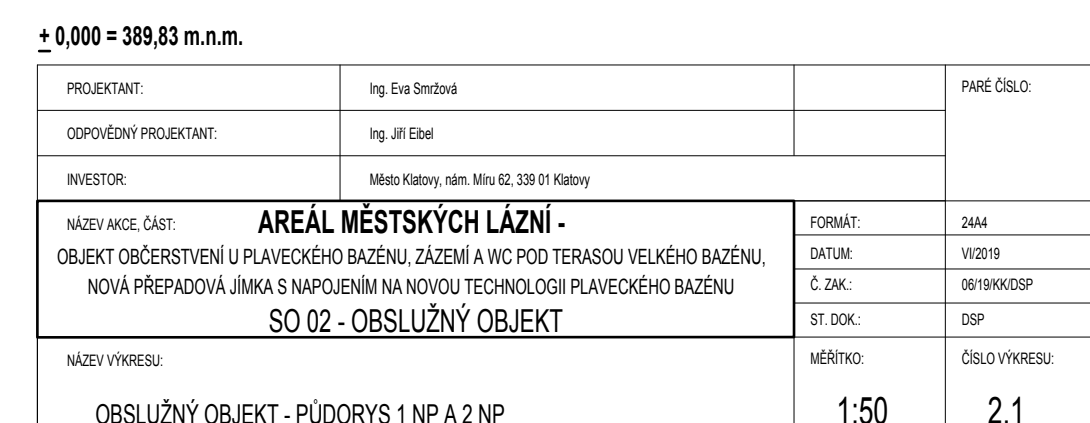 ± 0,000 = 389,83 m.n.m.
PROJEKTANT: Ing. Eva Smržová PARÉ ČÍSLO:
ODPOVĚDNÝ PROJEKTANT: Ing. Jiří Eibel
INVESTOR: Město Klatovy, nám. Míru 62, 339 01 Klatovy
NÁZEV AKCE, ČÁST: AREÁL MĚSTSKÝCH LÁZNÍ -
OBJEKT OBČERSTVENÍ U PLAVECKÉHO BAZÉNU, ZÁZEMÍ A WC POD TERASOU VELKÉHO BAZÉNU,
NOVÁ PŘEPADOVÁ JÍMKA S NAPOJENÍM NA NOVOU TECHNOLOGII PLAVECKÉHO BAZÉNU
SO 02 - OBSLUŽNÝ OBJEKT
FORMÁT: 24A4
DATUM: VI/2019
Č. ZAK.: 06/19/KK/DSP
ST. DOK.: DSP
NÁZEV VÝKRESU: MĚŘÍTKO: ČÍSLO VÝKRESU:
OBSLUŽNÝ OBJEKT - PŮDORYS 1 NP A 2 NP 1:50 2.1